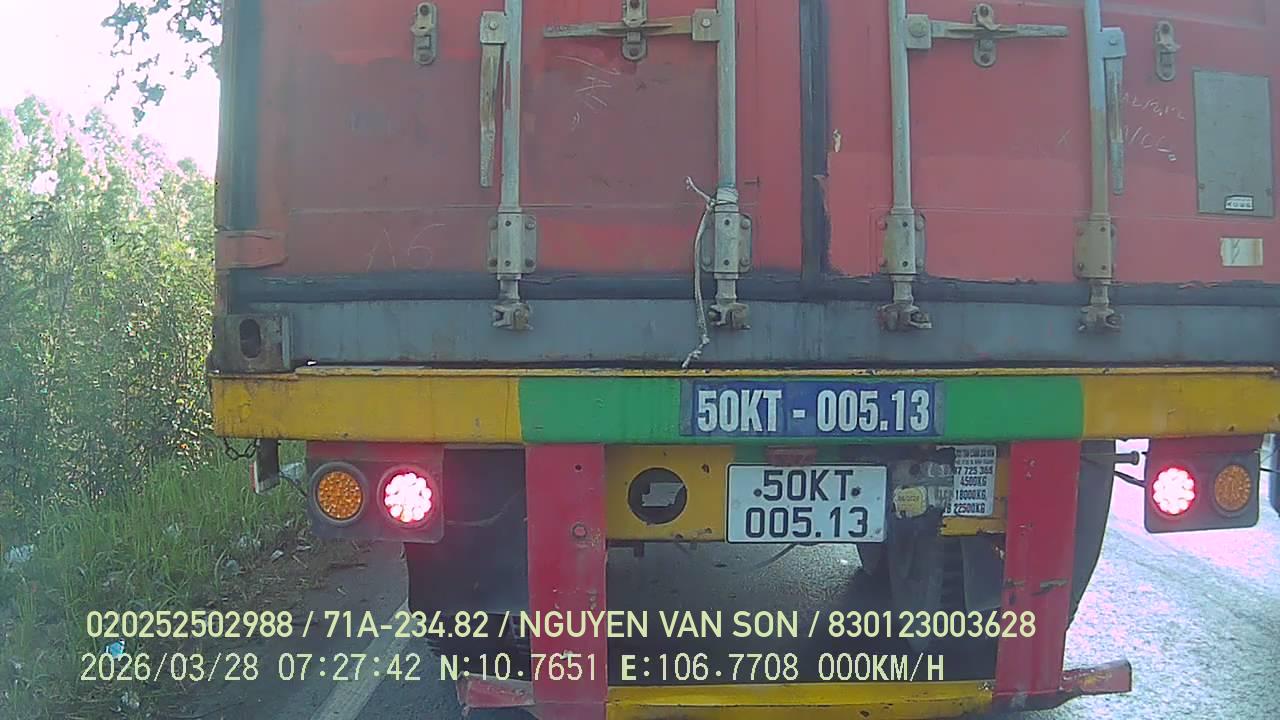 50KT - 005.13
50KT
005.13
4500KG
18000KG
22500KG
020252502988 / 71A-234.82 / NGUYEN VAN SON / 830123003628
2026/03/28 07:27:42 N:10.7651 E:106.7708 000KM/H